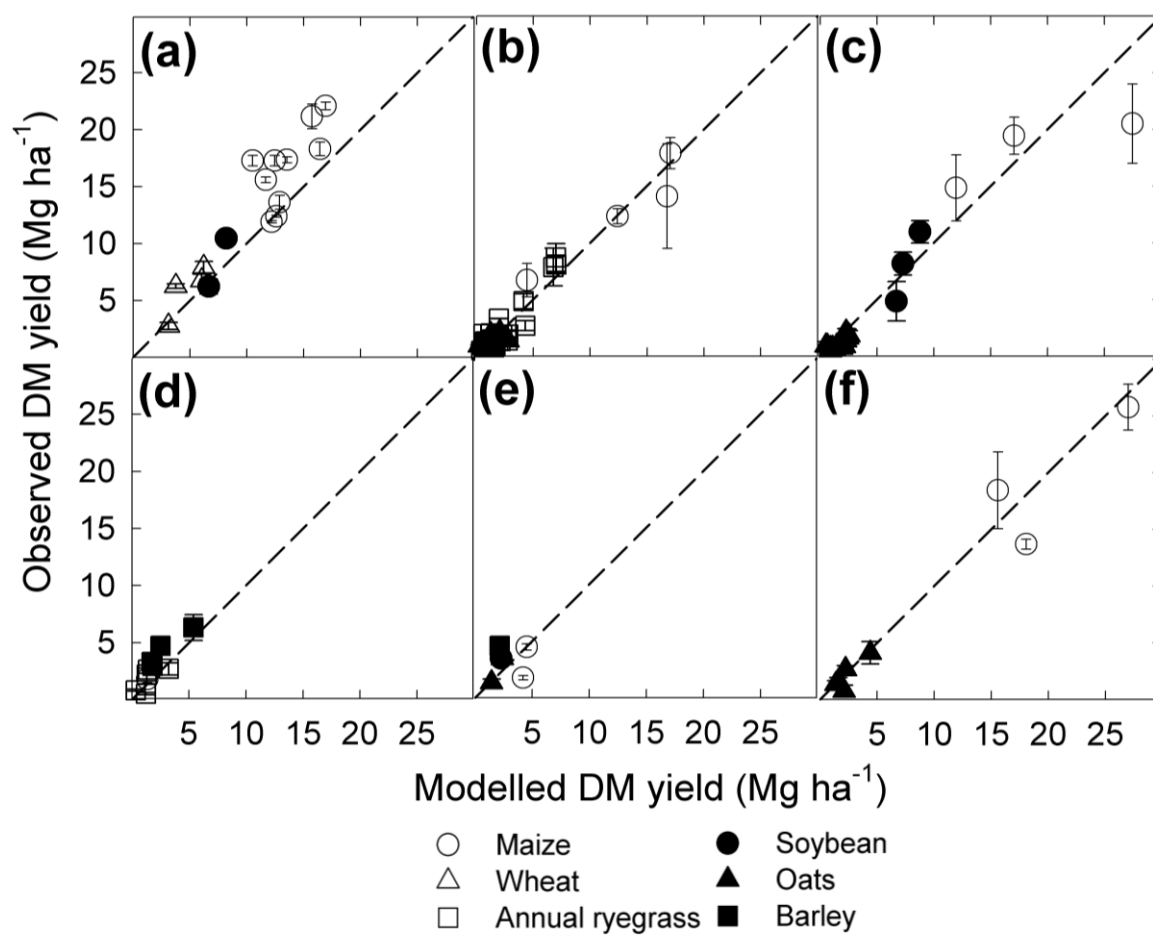 (a) (b) (c)
25
20
15
10
5
(d) (e) (f)
25
20
15
10
5
5 10 15 20 25 5 10 15 20 25 5 10 15 20 25
Observed DM yield (Mg ha⁻¹)
Modelled DM yield (Mg ha⁻¹)
Maize Soybean
Wheat Oats
Annual ryegrass Barley